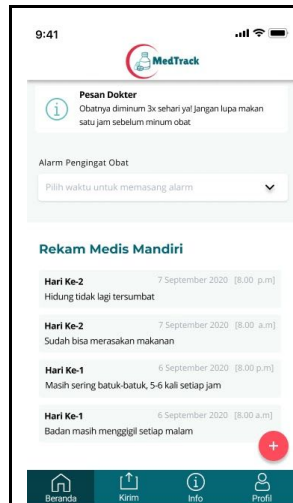 9:41
MedTrack
Pesan Dokter
Obatnya diminum 3x sehari ya! Jangan lupa makan
satu jam sebelum minum obat
Alarm Pengingat Obat
Pilih waktu untuk memasang alarm
Rekam Medis Mandiri
Hari Ke-2 7 September 2020 [8.00 p.m]
Hidung tidak lagi tersumbat
Hari Ke-2 7 September 2020 [8.00 a.m]
Sudah bisa merasakan makanan
Hari Ke-1 6 September 2020 [8.00 p.m]
Masih sering batuk-batuk, 5-6 kali setiap jam
Hari Ke-1 6 September 2020 [8.00 a.m]
Badan masih menggigil setiap malam
+
Beranda Kirim Info Profil